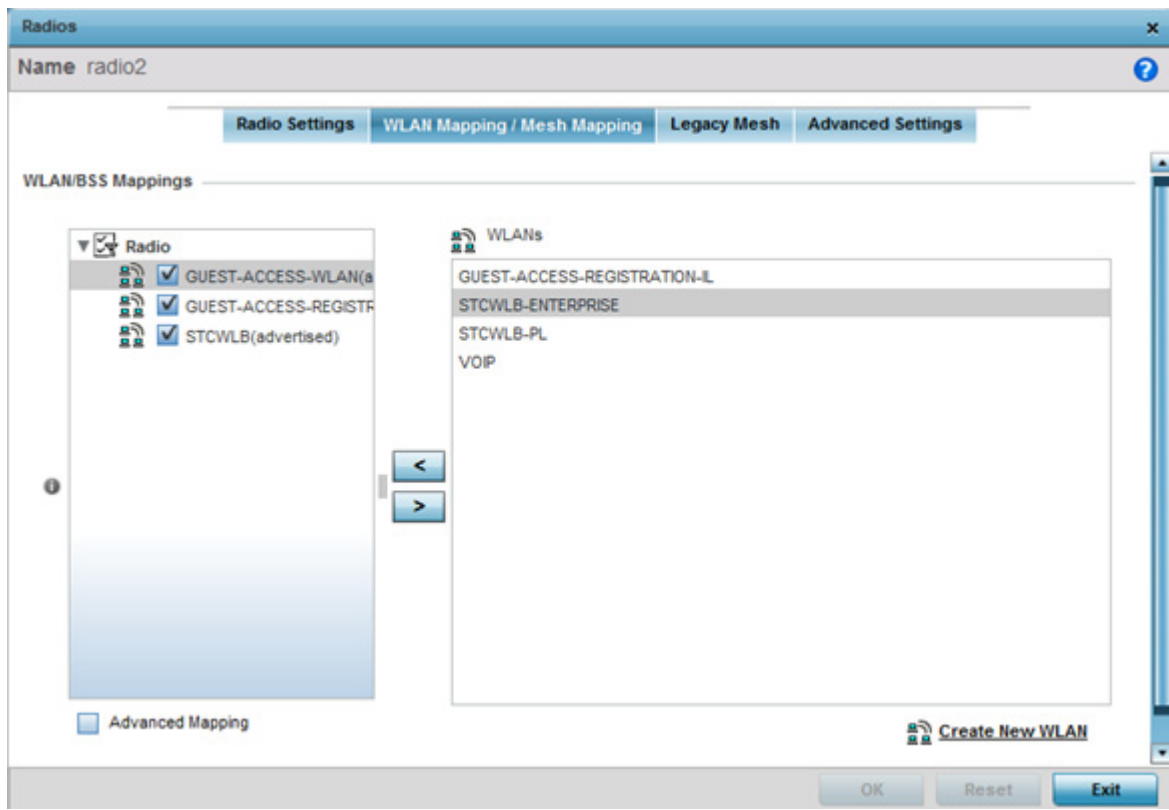 Radios
Name radio2
Radio Settings WLAN Mapping / Mesh Mapping Legacy Mesh Advanced Settings
WLAN/BSS Mappings
Radio
GUEST-ACCESS-WLAN(a
GUEST-ACCESS-REGISTR
STCWLB(advertised)
WLANs
GUEST-ACCESS-REGISTRATION-IL
STCWLB-ENTERPRISE
STCWLB-PL
VOIP
<
>
Advanced Mapping
Create New WLAN
OK Reset Exit